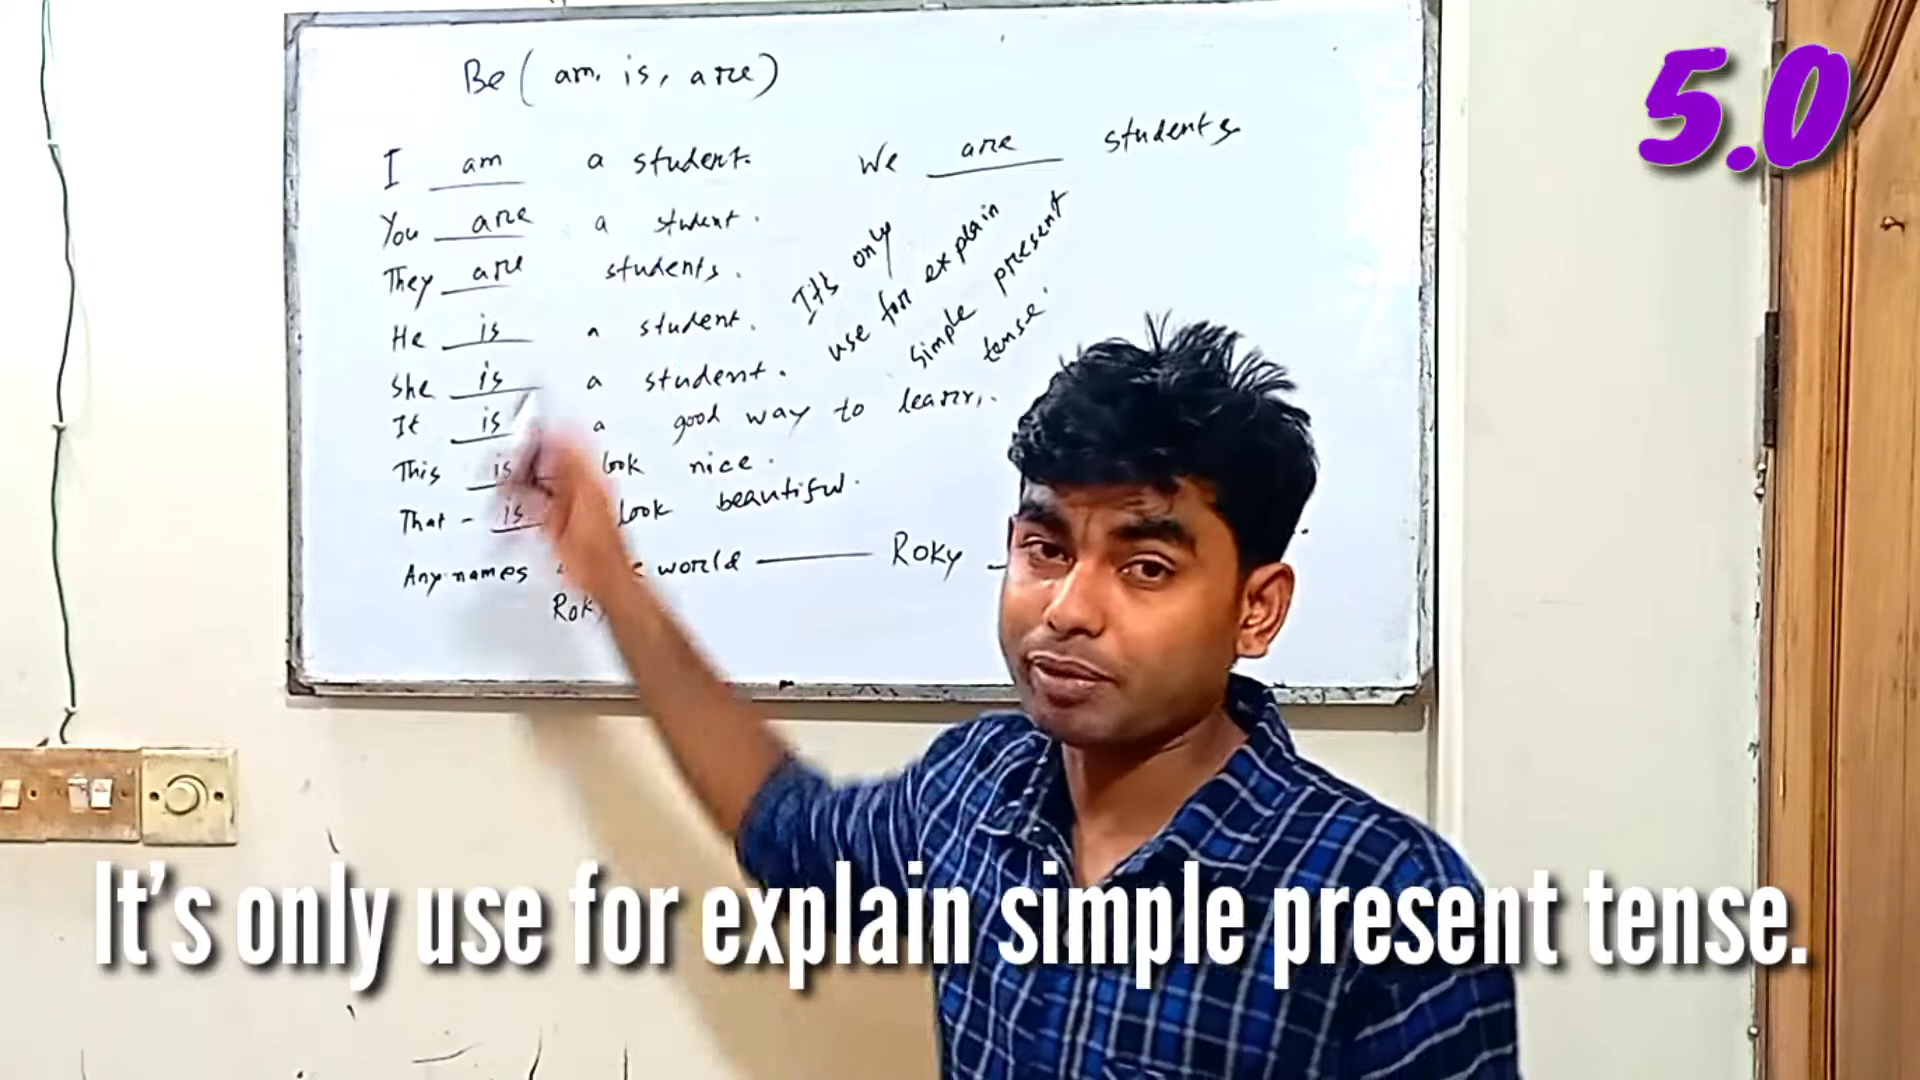 Be (am, is, are)
I am a student.
We are students
You are a student.
They are students.
He is a student.
She is a student.
It is a good way to learn.
This is look nice.
That - is look beautiful.
Any names world Roky
Roky
It's only
use for explain
simple present
tense.
5.0
It's only use for explain simple present tense.